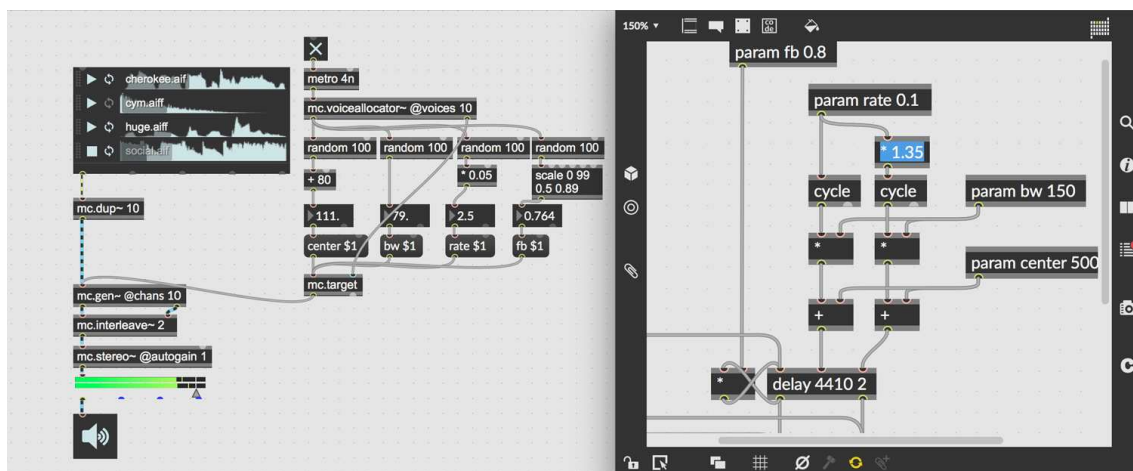 cherokee.aif
cym.aiff
huge.aiff
social.aif
mc.dup~ 10
mc.gen~ @chans 10
mc.interleave~ 2
mc.stereo~ @autogain 1
metro 4n
mc.voiceallocator~ @voices 10
random 100
random 100
random 100
random 100
+ 80
* 0.05
scale 0 99
0.5 0.89
111.
79.
2.5
0.764
center $1
bw $1
rate $1
fb $1
mc.target
150%
co
de
param fb 0.8
param rate 0.1
* 1.35
cycle
cycle
param bw 150
*
*
param center 500
+
+
*
delay 4410 2